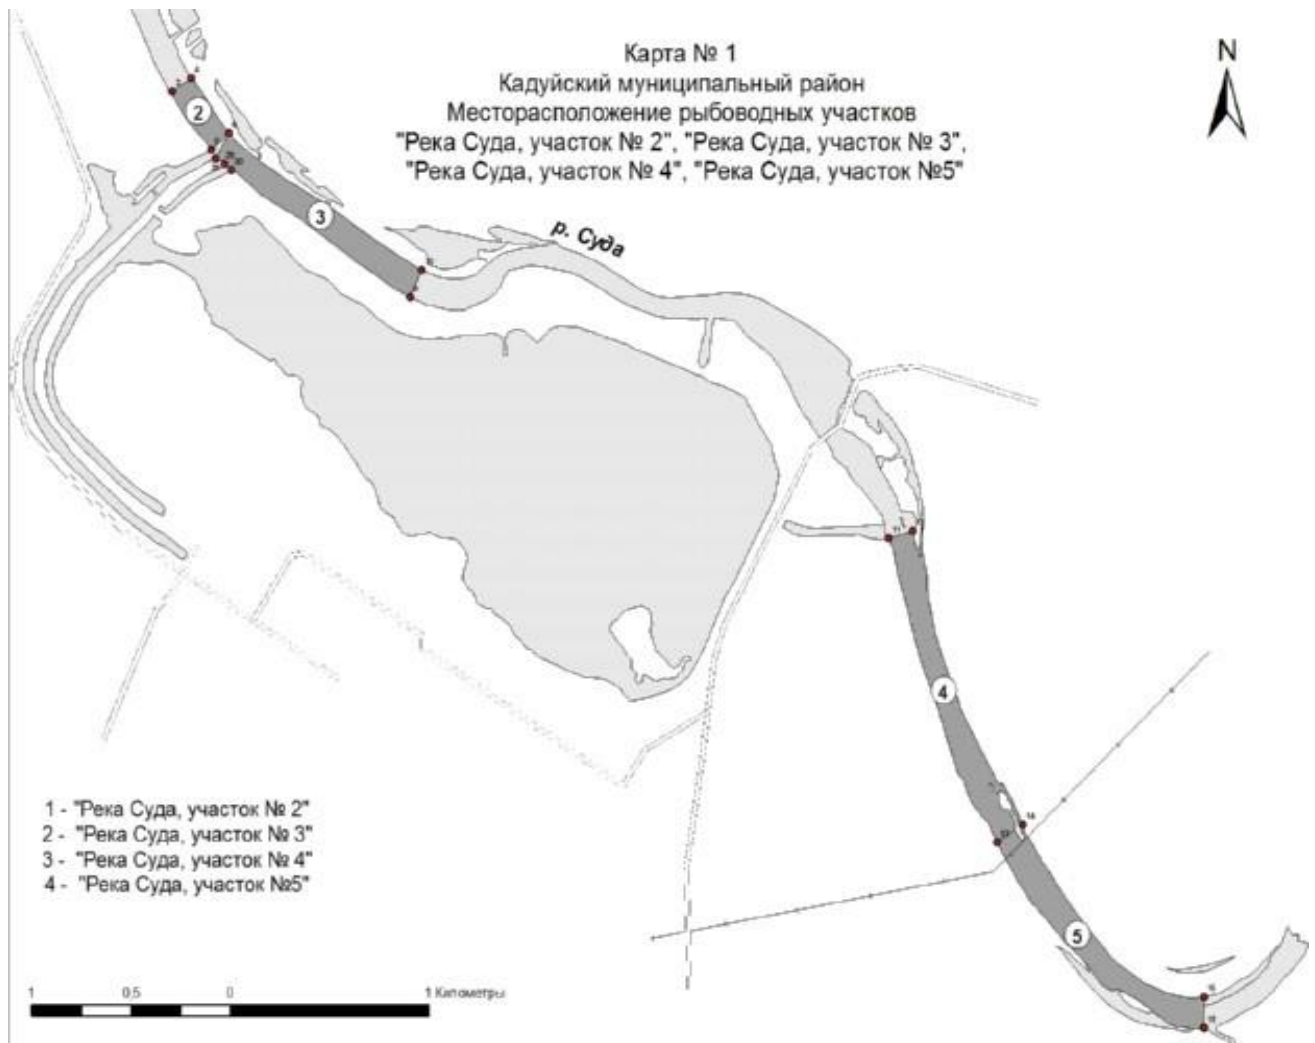 Карта № 1
Кадуйский муниципальный район
Месторасположение рыбоводных участков
"Река Суда, участок № 2", "Река Суда, участок № 3",
"Река Суда, участок № 4", "Река Суда, участок №5"
N
2
3
р. Суда
4
5
1 - "Река Суда, участок № 2"
2 - "Река Суда, участок № 3"
3 - "Река Суда, участок № 4"
4 - "Река Суда, участок №5"
1 0,5 0 1 Километры